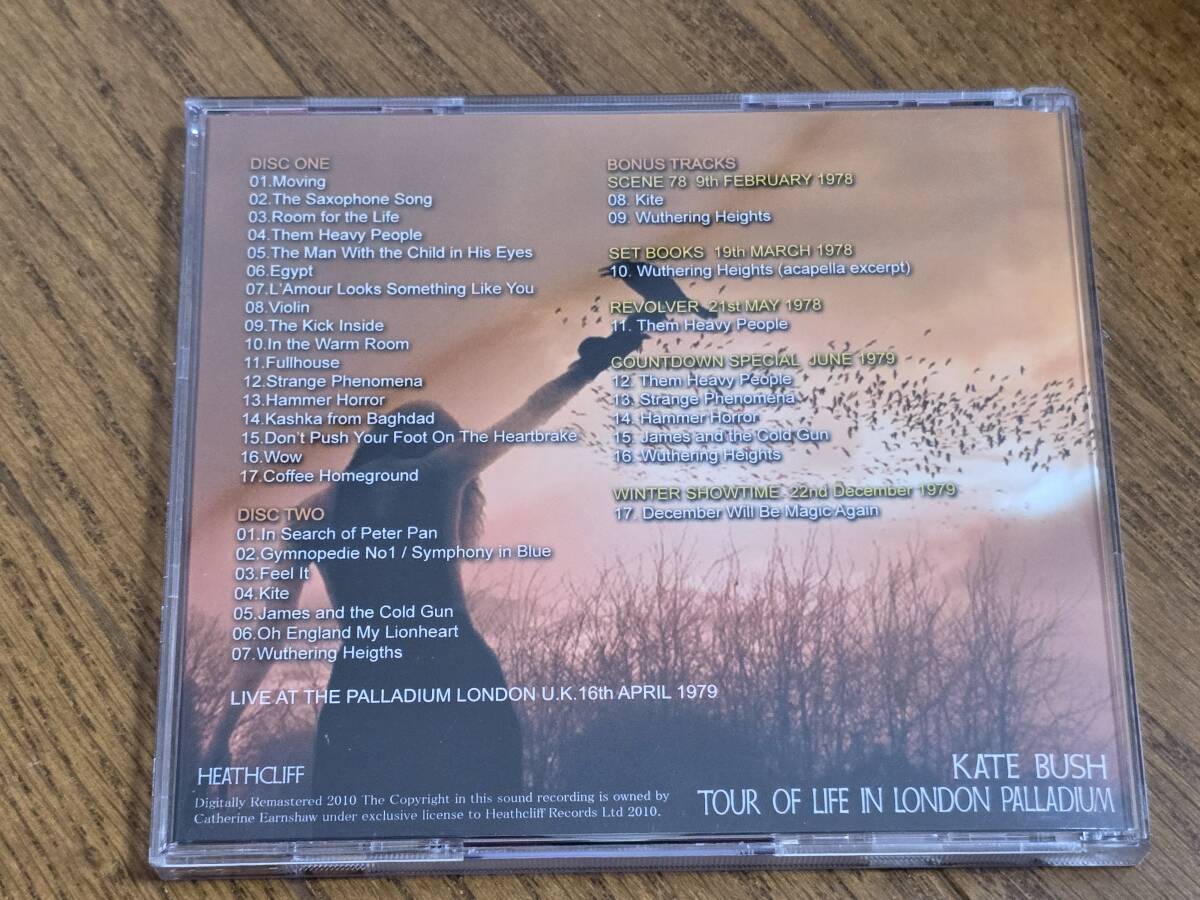 DISC ONE
01.Moving
02.The Saxophone Song
03.Room for the Life
04.Them Heavy People
05.The Man With the Child in His Eyes
06.Egypt
07.L'Amour Looks Something Like You
08.Violin
09.The Kick Inside
10.In the Warm Room
11.Fullhouse
12.Strange Phenomena
13.Hammer Horror
14.Kashka from Baghdad
15.Don't Push Your Foot On The Heartbrake
16.Wow
17.Coffee Homeground
DISC TWO
01.In Search of Peter Pan
02.Gymnopedie No1 / Symphony in Blue
03.Feel It
04.Kite
05.James and the Cold Gun
06.Oh England My Lionheart
07.Wuthering Heigths
BONUS TRACKS
SCENE 78 9th FEBRUARY 1978
08. Kite
09. Wuthering Heights
SET BOOKS 19th MARCH 1978
10. Wuthering Heights (acapella excerpt)
REVOLVER 21st MAY 1978
11. Them Heavy People
COUNTDOWN SPECIAL JUNE 1979
12. Them Heavy People
13. Strange Phenomena
14. Hammer Horror
15. James and the Cold Gun
16. Wuthering Heights
WINTER SHOWTIME 22nd December 1979
17. December Will Be Magic Again
LIVE AT THE PALLADIUM LONDON U.K.16th APRIL 1979
HEATHCLIFF
Digitally Remastered 2010 The Copyright in this sound recording is owned by
Catherine Earnshaw under exclusive license to Heathcliff Records Ltd 2010.
KATE BUSH
TOUR OF LIFE IN LONDON PALLADIUM